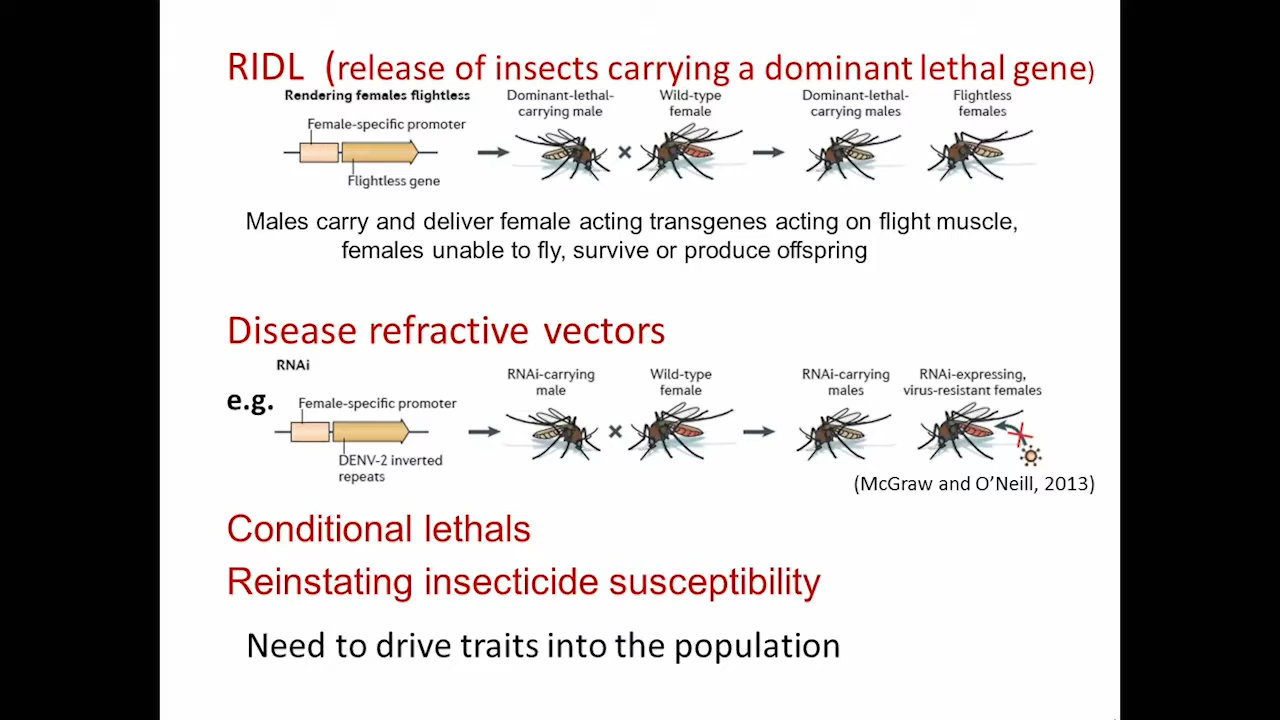 RIDL (release of insects carrying a dominant lethal gene)
Rendering females flightless
Female-specific promoter
Flightless gene
Dominant-lethal-
carrying male
×
Wild-type
female
Dominant-lethal-
carrying males
Flightless
females
Males carry and deliver female acting transgenes acting on flight muscle,
females unable to fly, survive or produce offspring
Disease refractive vectors
RNAi
e.g.
Female-specific promoter
DENV-2 inverted
repeats
RNAi-carrying
male
×
Wild-type
female
RNAi-carrying
males
RNAi-expressing,
virus-resistant females
(McGraw and O’Neill, 2013)
Conditional lethals
Reinstating insecticide susceptibility
Need to drive traits into the population